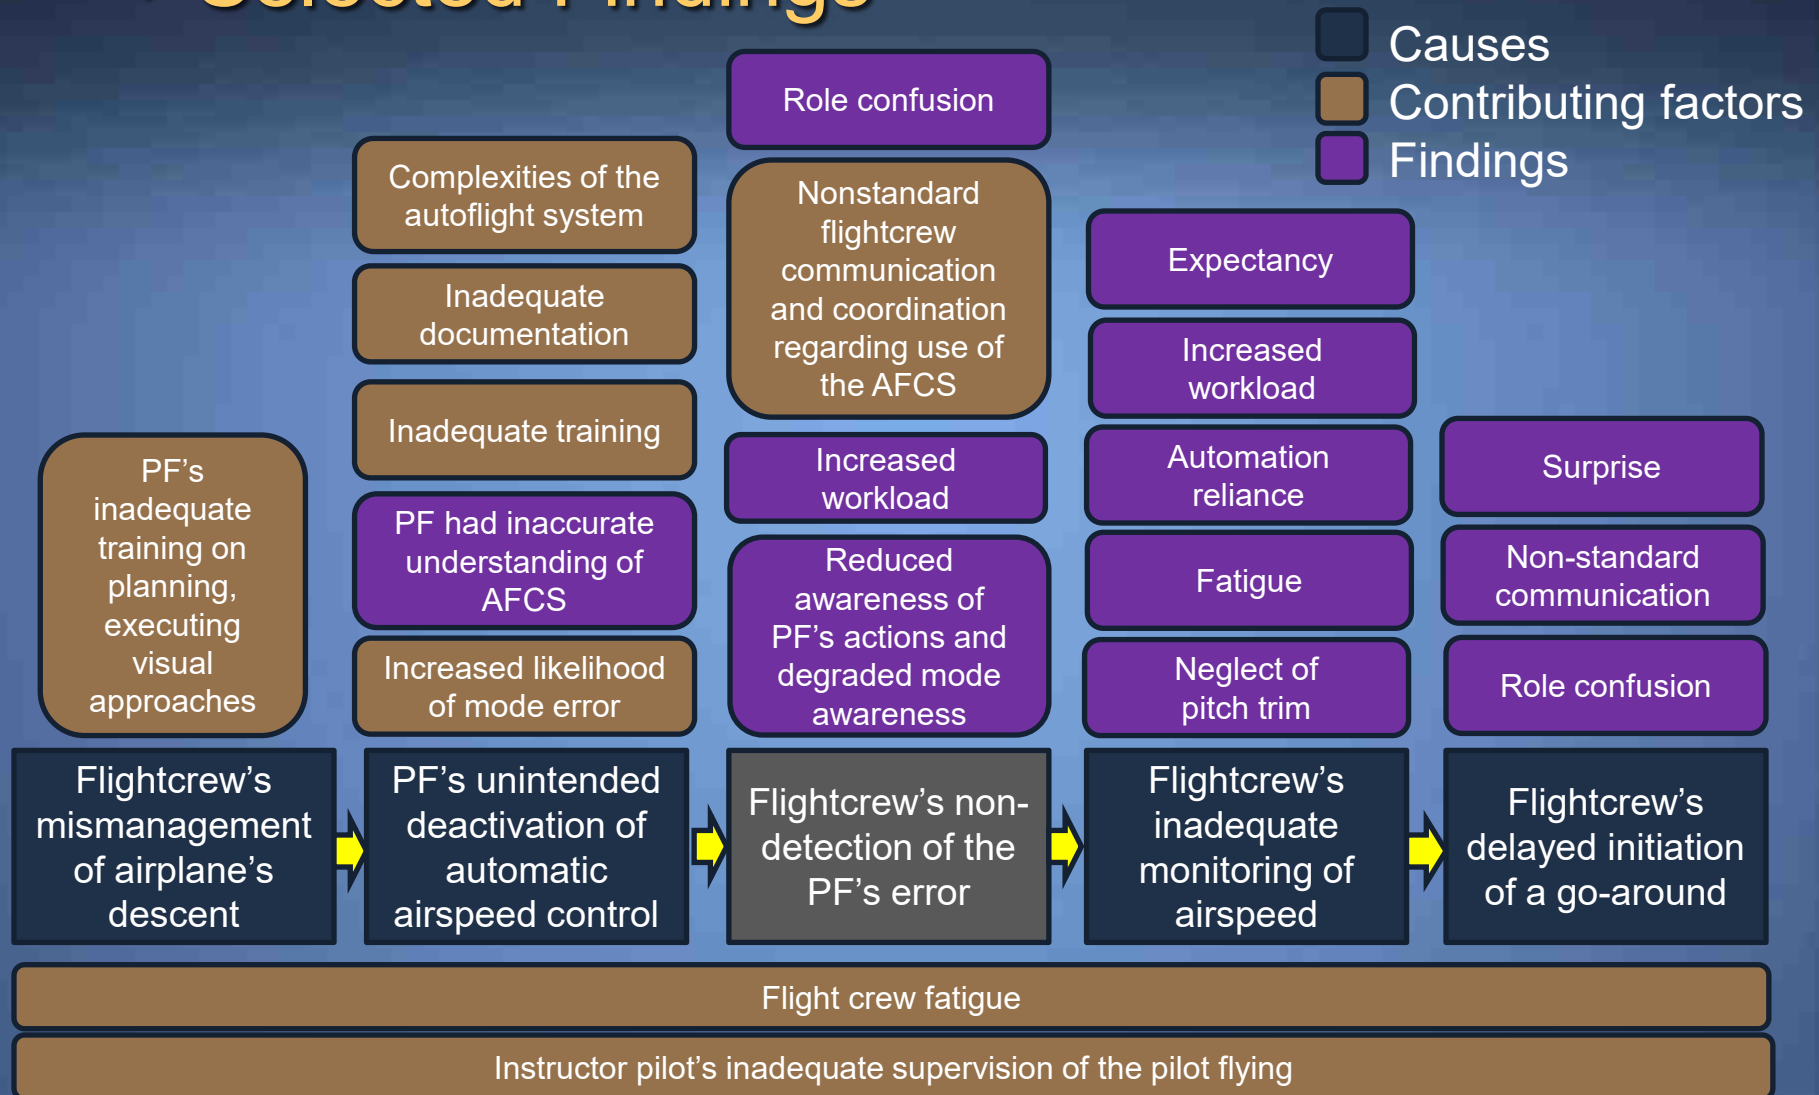 Selected Findings
Causes
Contributing factors
Findings
PF’s
inadequate
training on
planning,
executing
visual
approaches
Complexities of the
autoflight system
Inadequate
documentation
Inadequate training
PF had inaccurate
understanding of
AFCS
Increased likelihood
of mode error
Role confusion
Nonstandard
flightcrew
communication
and coordination
regarding use of
the AFCS
Increased
workload
Reduced
awareness of
PF’s actions and
degraded mode
awareness
Expectancy
Increased
workload
Automation
reliance
Fatigue
Neglect of
pitch trim
Surprise
Non-standard
communication
Role confusion
Flightcrew’s
mismanagement
of airplane’s
descent
PF’s unintended
deactivation of
automatic
airspeed control
Flightcrew’s non-
detection of the
PF’s error
Flightcrew’s
inadequate
monitoring of
airspeed
Flightcrew’s
delayed initiation
of a go-around
Flight crew fatigue
Instructor pilot’s inadequate supervision of the pilot flying